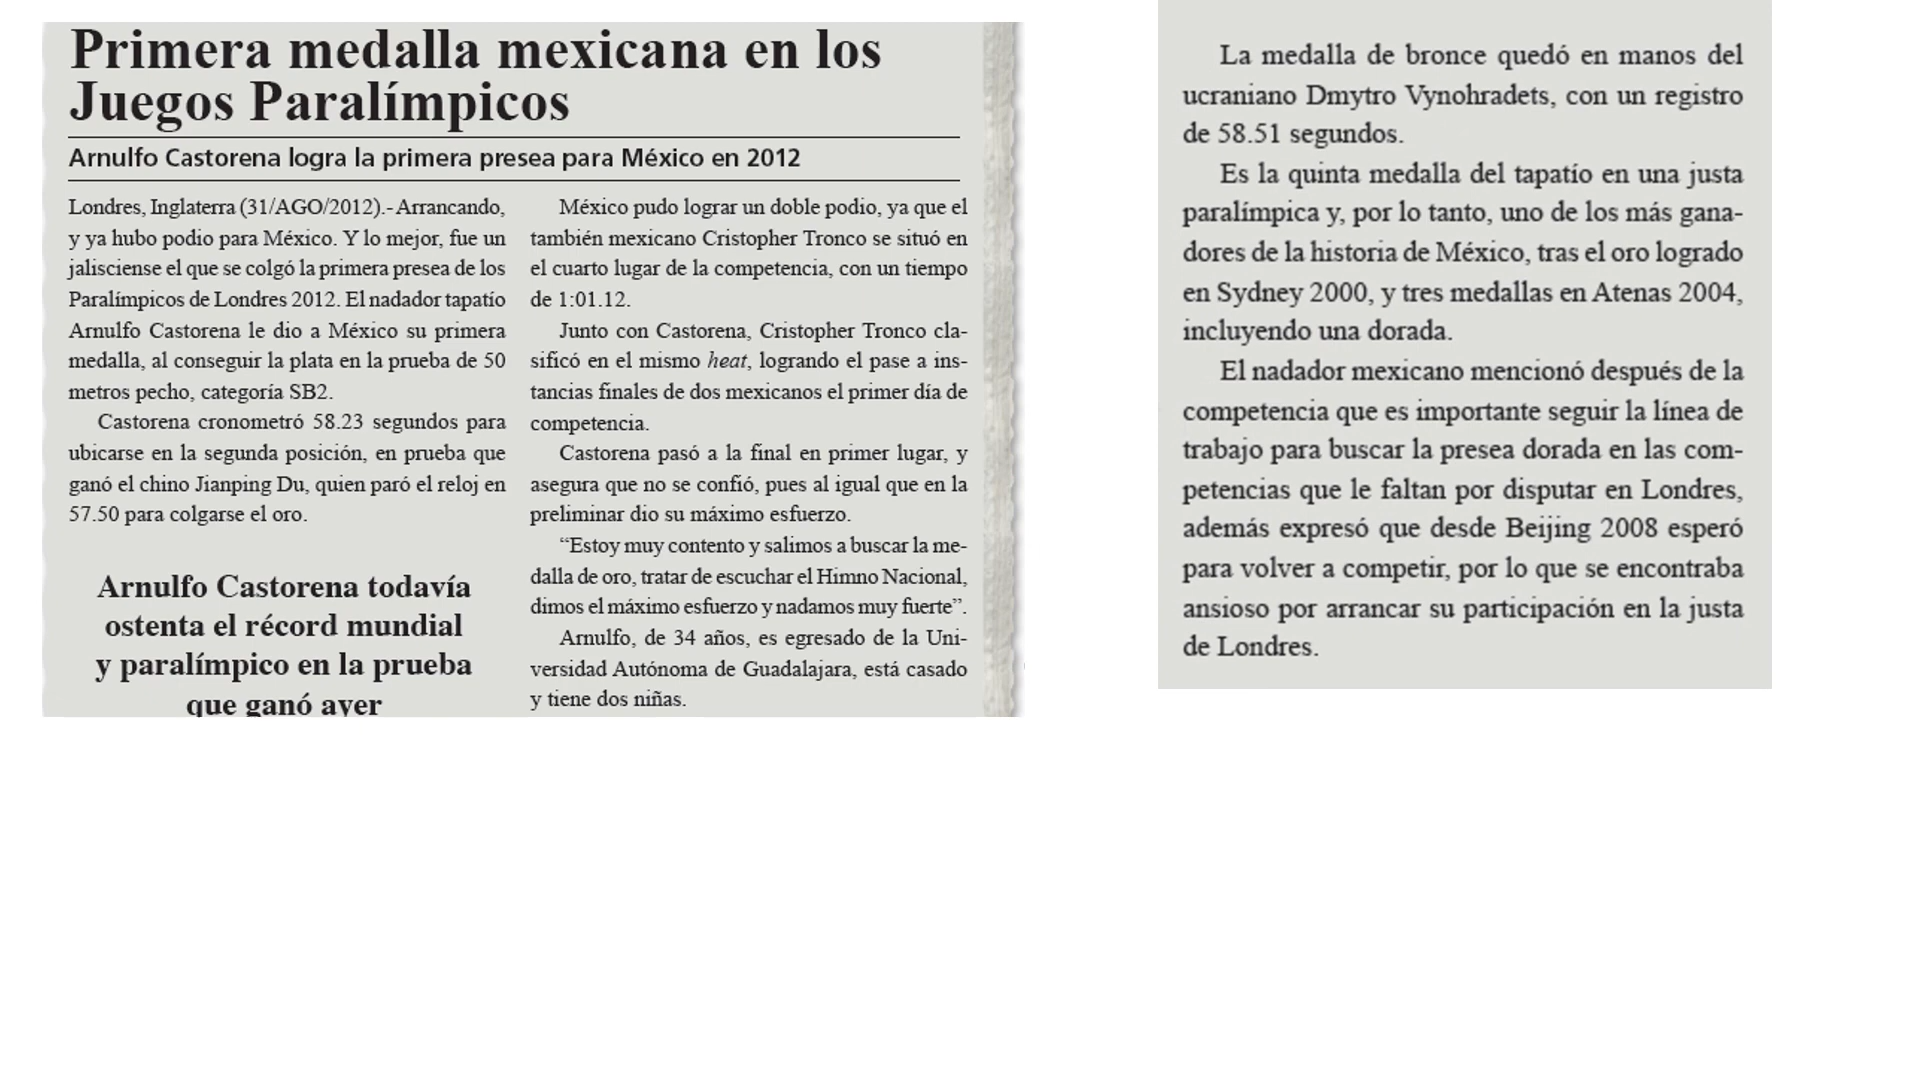 Primera medalla mexicana en los
Juegos Paralímpicos
Arnulfo Castorena logra la primera presea para México en 2012
Londres, Inglaterra (31/AGO/2012).- Arrancando,
y ya hubo podio para México. Y lo mejor, fue un
jalisciense el que se colgó la primera presea de los
Paralímpicos de Londres 2012. El nadador tapatío
Arnulfo Castorena le dio a México su primera
medalla, al conseguir la plata en la prueba de 50
metros pecho, categoría SB2.
Castorena cronometró 58.23 segundos para
ubicarse en la segunda posición, en prueba que
ganó el chino Jianping Du, quien paró el reloj en
57.50 para colgarse el oro.
Arnulfo Castorena todavía
ostenta el récord mundial
y paralímpico en la prueba
que ganó ayer
México pudo lograr un doble podio, ya que el
también mexicano Cristopher Tronco se situó en
el cuarto lugar de la competencia, con un tiempo
de 1:01.12.
Junto con Castorena, Cristopher Tronco cla-
sificó en el mismo heat, logrando el pase a ins-
tancias finales de dos mexicanos el primer día de
competencia.
Castorena pasó a la final en primer lugar, y
asegura que no se confió, pues al igual que en la
preliminar dio su máximo esfuerzo.
“Estoy muy contento y salimos a buscar la me-
dalla de oro, tratar de escuchar el Himno Nacional,
dimos el máximo esfuerzo y nadamos muy fuerte”.
Arnulfo, de 34 años, es egresado de la Uni-
versidad Autónoma de Guadalajara, está casado
y tiene dos niñas.
La medalla de bronce quedó en manos del
ucraniano Dmytro Vynohradets, con un registro
de 58.51 segundos.
Es la quinta medalla del tapatío en una justa
paralímpica y, por lo tanto, uno de los más gana-
dores de la historia de México, tras el oro logrado
en Sydney 2000, y tres medallas en Atenas 2004,
incluyendo una dorada.
El nadador mexicano mencionó después de la
competencia que es importante seguir la línea de
trabajo para buscar la presea dorada en las com-
petencias que le faltan por disputar en Londres,
además expresó que desde Beijing 2008 esperó
para volver a competir, por lo que se encontraba
ansioso por arrancar su participación en la justa
de Londres.